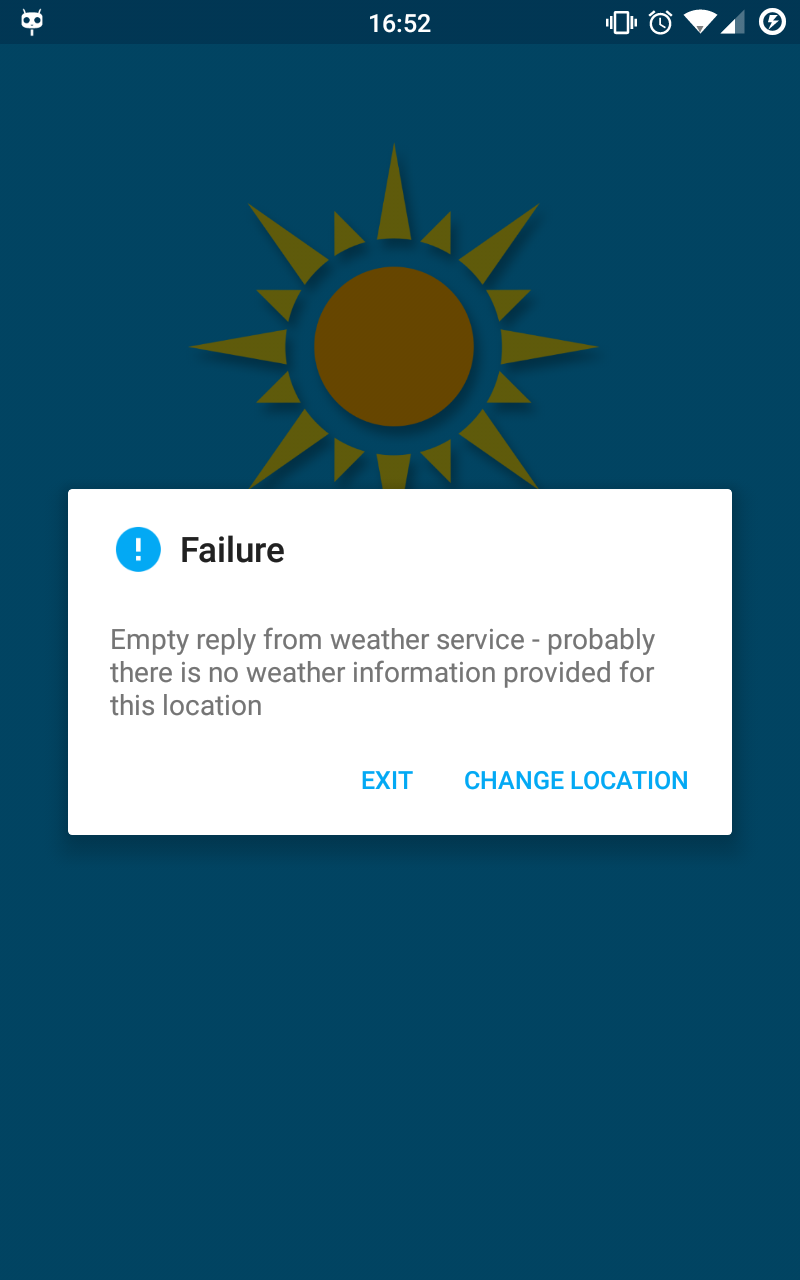 16:52
Failure
Empty reply from weather service - probably
there is no weather information provided for
this location
EXIT CHANGE LOCATION